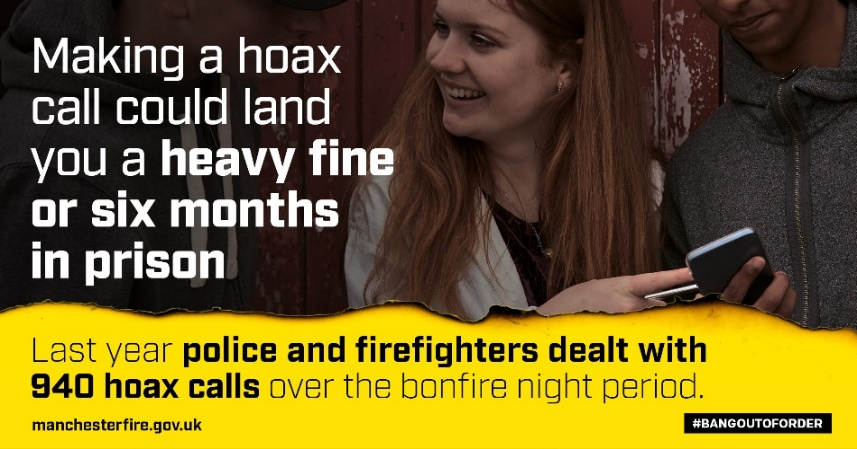 Making a hoax
call could land
you a heavy fine
or six months
in prison
Last year police and firefighters dealt with
940 hoax calls over the bonfire night period.
manchesterfire.gov.uk
#BANGOUTOFORDER